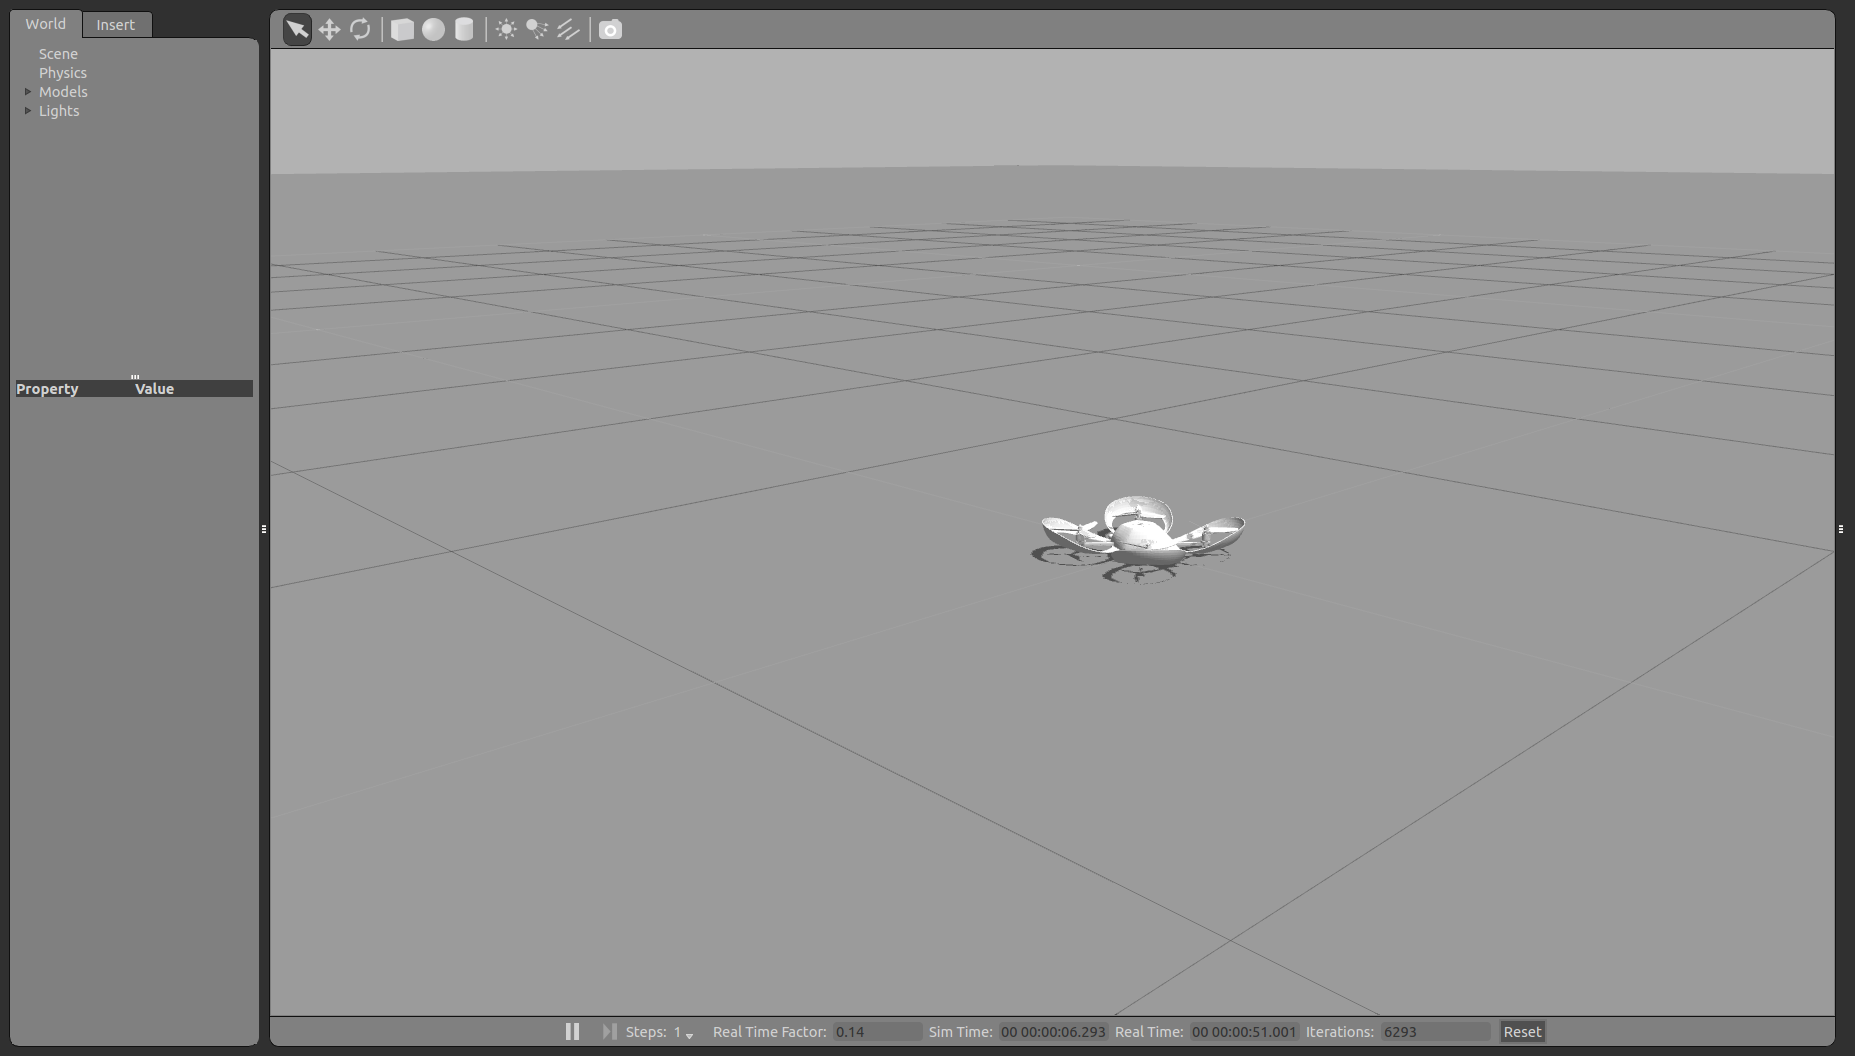 World Insert
Scene
Physics
Models
Lights
Property Value
Steps: 1 Real Time Factor: 0.14 Sim Time: 00 00:00:06.293 Real Time: 00 00:00:51.001 Iterations: 6293 Reset